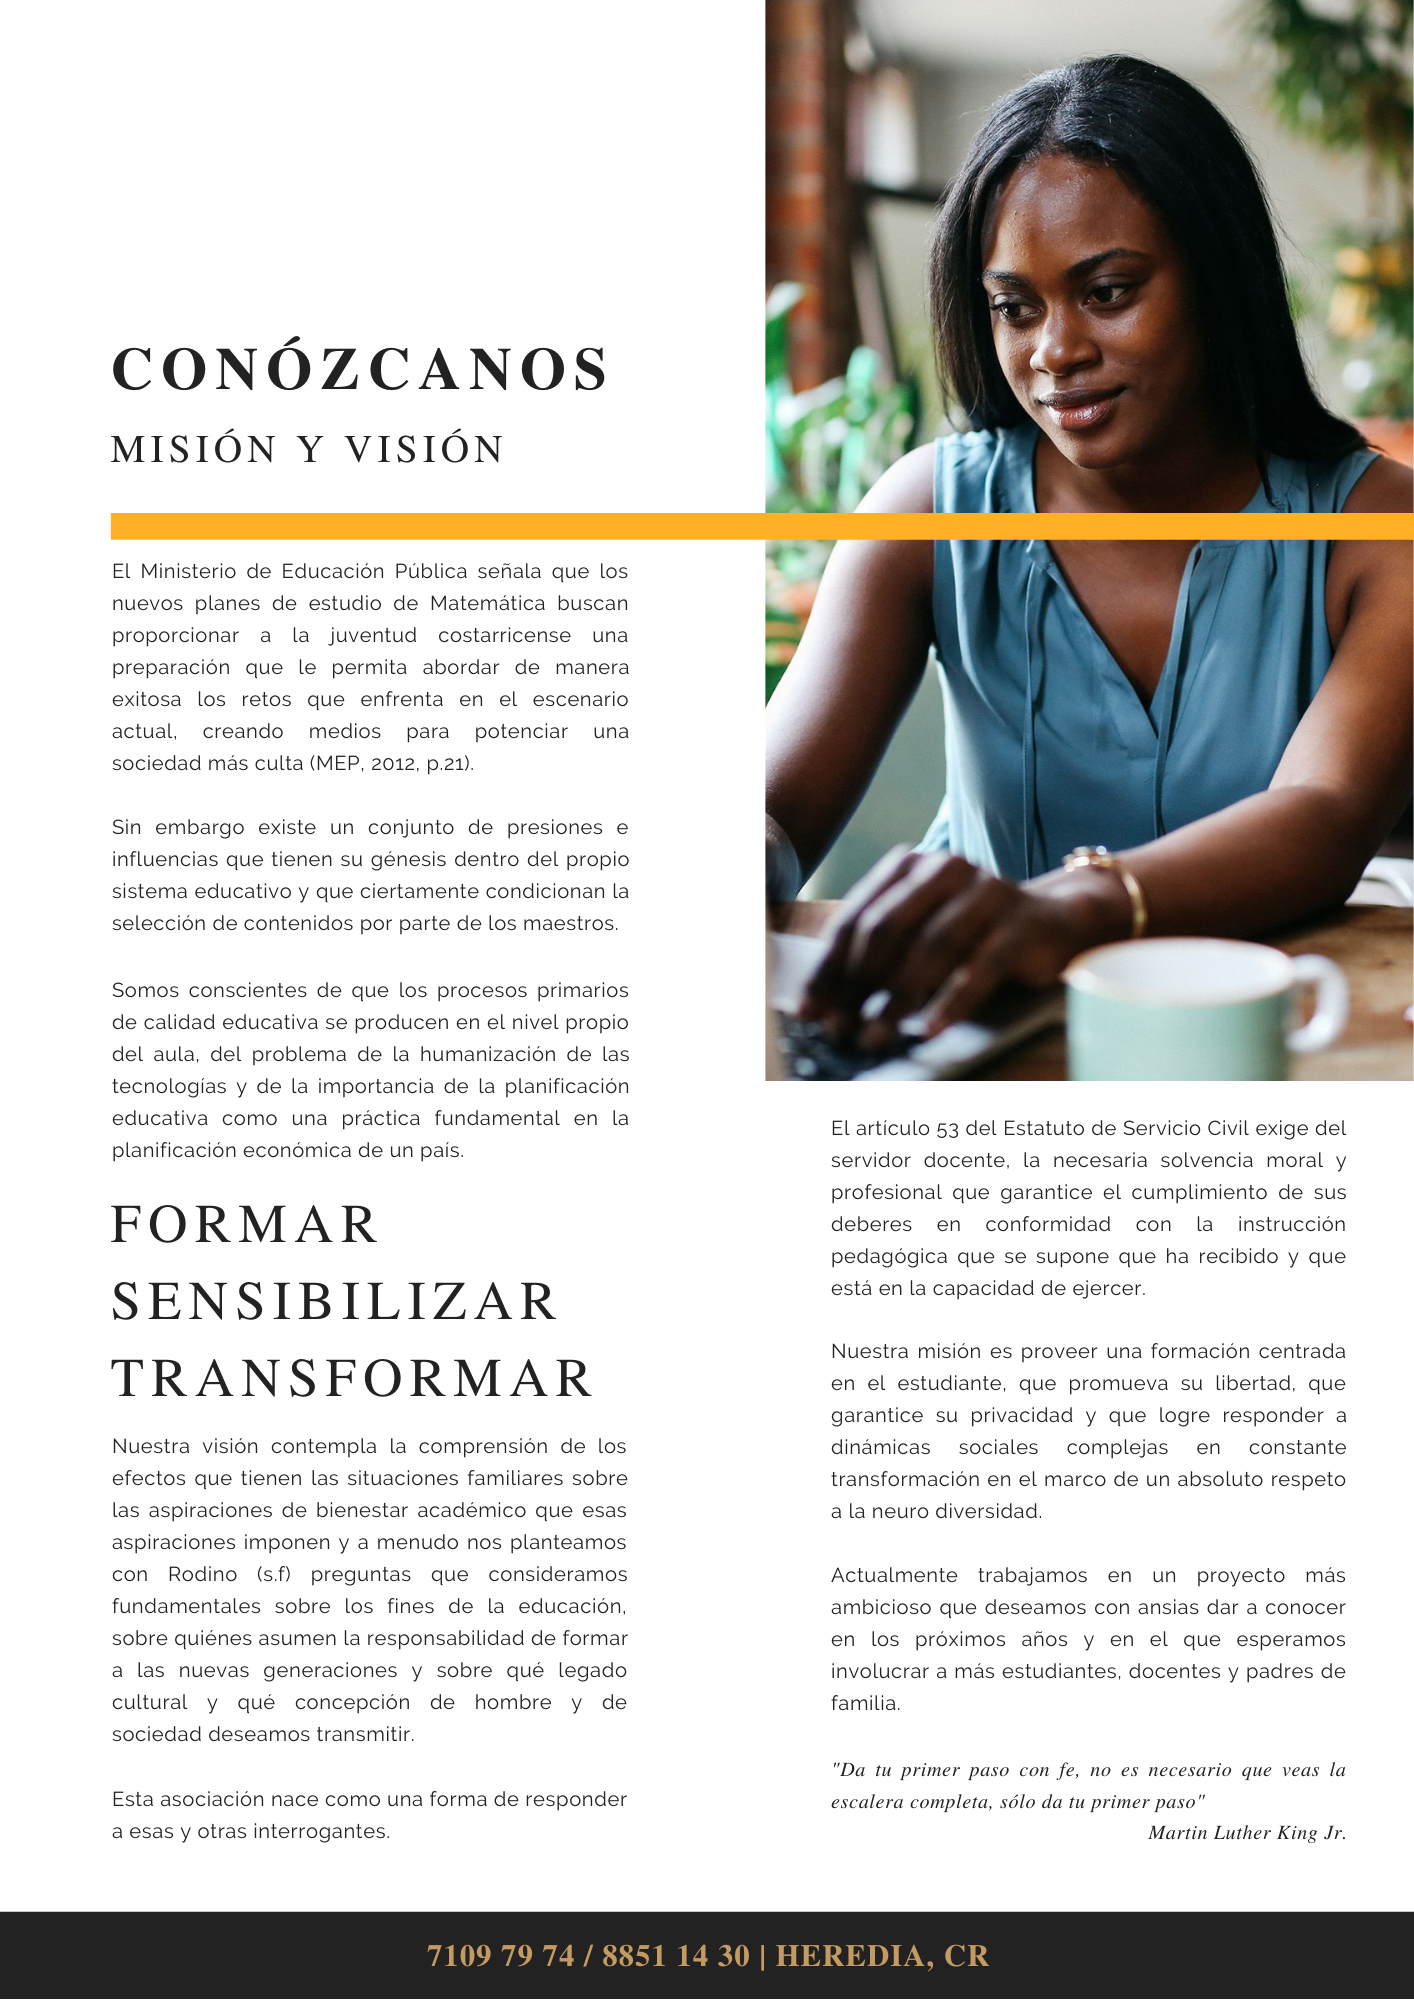 CONÓZCANOS
MISIÓN Y VISIÓN
El Ministerio de Educación Pública señala que los
nuevos planes de estudio de Matemática buscan
proporcionar a la juventud costarricense una
preparación que le permita abordar de manera
exitosa los retos que enfrenta en el escenario
actual, creando medios para potenciar una
sociedad más culta (MEP, 2012, p.21).
Sin embargo existe un conjunto de presiones e
influencias que tienen su génesis dentro del propio
sistema educativo y que ciertamente condicionan la
selección de contenidos por parte de los maestros.
Somos conscientes de que los procesos primarios
de calidad educativa se producen en el nivel propio
del aula, del problema de la humanización de las
tecnologías y de la importancia de la planificación
educativa como una práctica fundamental en la
planificación económica de un país.
FORMAR
SENSIBILIZAR
TRANSFORMAR
Nuestra visión contempla la comprensión de los
efectos que tienen las situaciones familiares sobre
las aspiraciones de bienestar académico que esas
aspiraciones imponen y a menudo nos planteamos
con Rodino (s.f) preguntas que consideramos
fundamentales sobre los fines de la educación,
sobre quiénes asumen la responsabilidad de formar
a las nuevas generaciones y sobre qué legado
cultural y qué concepción de hombre y de
sociedad deseamos transmitir.
Esta asociación nace como una forma de responder
a esas y otras interrogantes.
El artículo 53 del Estatuto de Servicio Civil exige del
servidor docente, la necesaria solvencia moral y
profesional que garantice el cumplimiento de sus
deberes en conformidad con la instrucción
pedagógica que se supone que ha recibido y que
está en la capacidad de ejercer.
Nuestra misión es proveer una formación centrada
en el estudiante, que promueva su libertad, que
garantice su privacidad y que logre responder a
dinámicas sociales complejas en constante
transformación en el marco de un absoluto respeto
a la neuro diversidad.
Actualmente trabajamos en un proyecto más
ambicioso que deseamos con ansias dar a conocer
en los próximos años y en el que esperamos
involucrar a más estudiantes, docentes y padres de
familia.
"Da tu primer paso con fe, no es necesario que veas la
escalera completa, sólo da tu primer paso"
Martin Luther King Jr.
7109 79 74 / 8851 14 30 | HEREDIA, CR